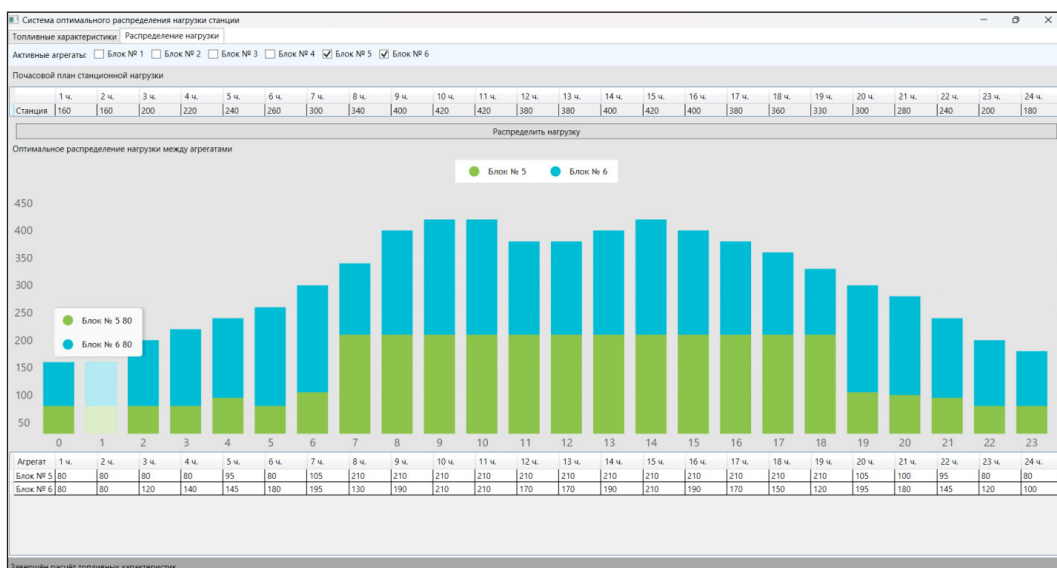 Система оптимального распределения нагрузки станции
Топливные характеристики Распределение нагрузки
Активные агрегаты: Блок № 1 Блок № 2 Блок № 3 Блок № 4 Блок № 5 Блок № 6
Почасовой план станционной нагрузки
1 ч. 2 ч. 3 ч. 4 ч. 5 ч. 6 ч. 7 ч. 8 ч. 9 ч. 10 ч. 11 ч. 12 ч. 13 ч. 14 ч. 15 ч. 16 ч. 17 ч. 18 ч. 19 ч. 20 ч. 21 ч. 22 ч. 23 ч. 24 ч.
Станция 160 160 200 220 240 260 300 340 400 420 420 380 380 400 420 400 380 360 330 300 280 240 200 180
Распределить нагрузку
Оптимальное распределение нагрузки между агрегатами
Блок № 5 Блок № 6
450
400
350
300
250
200
150
100
50
Блок № 5 80
Блок № 6 80
0 1 2 3 4 5 6 7 8 9 10 11 12 13 14 15 16 17 18 19 20 21 22 23
Агрегат 1 ч. 2 ч. 3 ч. 4 ч. 5 ч. 6 ч. 7 ч. 8 ч. 9 ч. 10 ч. 11 ч. 12 ч. 13 ч. 14 ч. 15 ч. 16 ч. 17 ч. 18 ч. 19 ч. 20 ч. 21 ч. 22 ч. 23 ч. 24 ч.
Блок № 5 80 80 80 80 95 80 105 210 210 210 210 210 210 210 210 210 210 210 210 105 100 95 80 80
Блок № 6 80 80 120 140 145 180 195 130 190 210 210 170 170 190 210 190 170 150 120 195 180 145 120 100
Завершён расчёт топливных характеристик